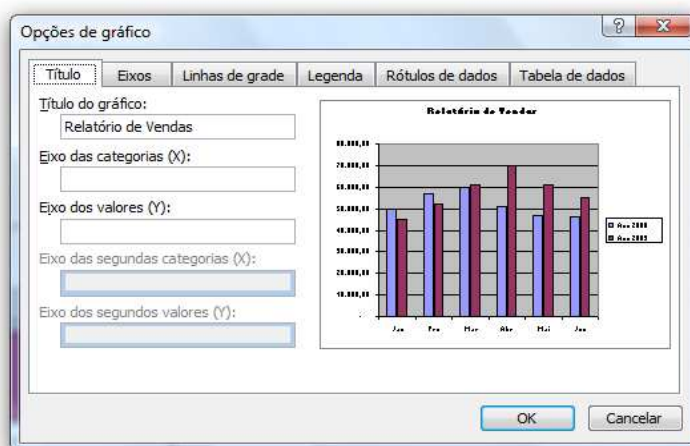 Opções de gráfico
Título Eixos Linhas de grade Legenda Rótulos de dados Tabela de dados
Título do gráfico:
Relatório de Vendas
Eixo das categorias (X):
Eixo dos valores (Y):
Eixo das segundas categorias (X):
Eixo dos segundos valores (Y):
Relatório de Vendas
80.000,00
70.000,00
60.000,00
50.000,00
40.000,00
30.000,00
20.000,00
10.000,00
-
Jan Fev Mar Abr Mai Jun
OK Cancelar